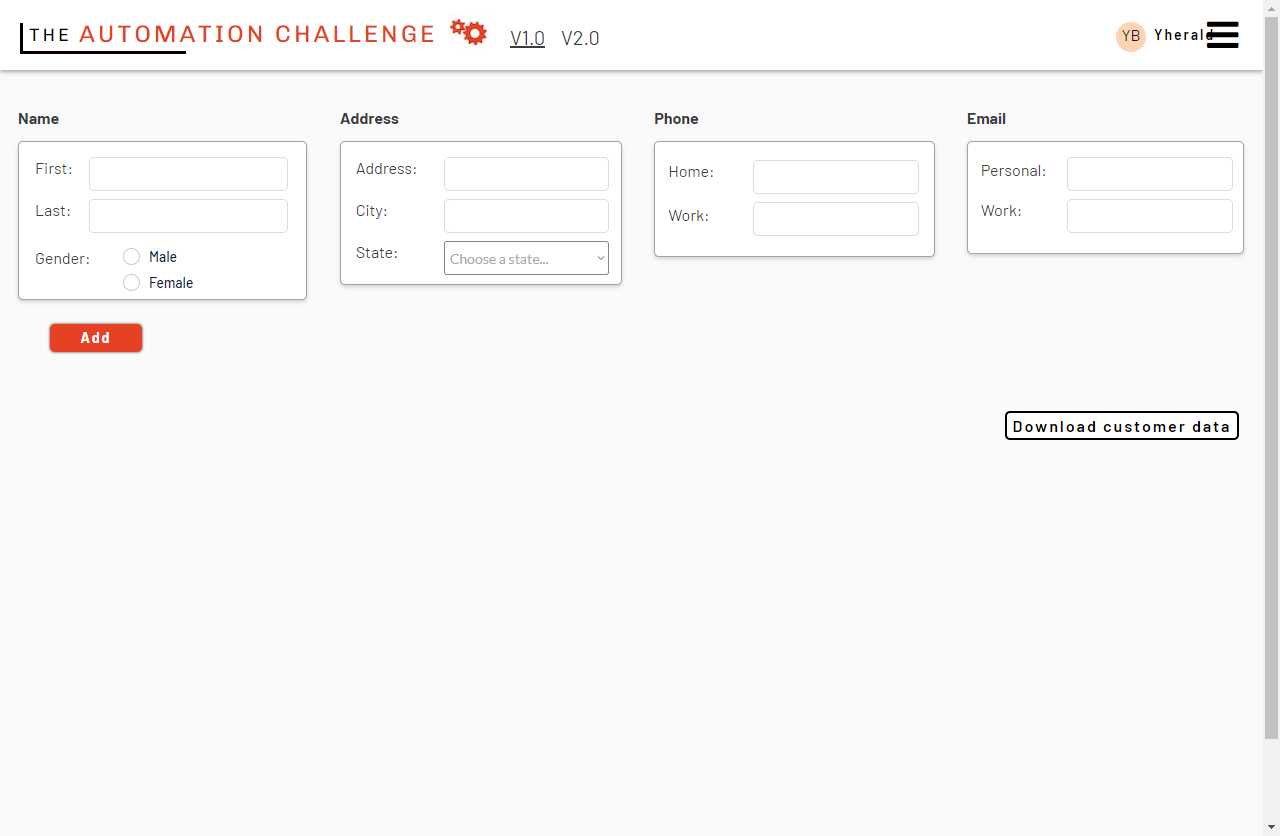 THE AUTOMATION CHALLENGE V1.0 V2.0 YB Yherald
Name Address Phone Email
First: Address: Home: Personal:
Last: City: Work: Work:
Gender: Male State: Choose a state...
Female
Add
Download customer data